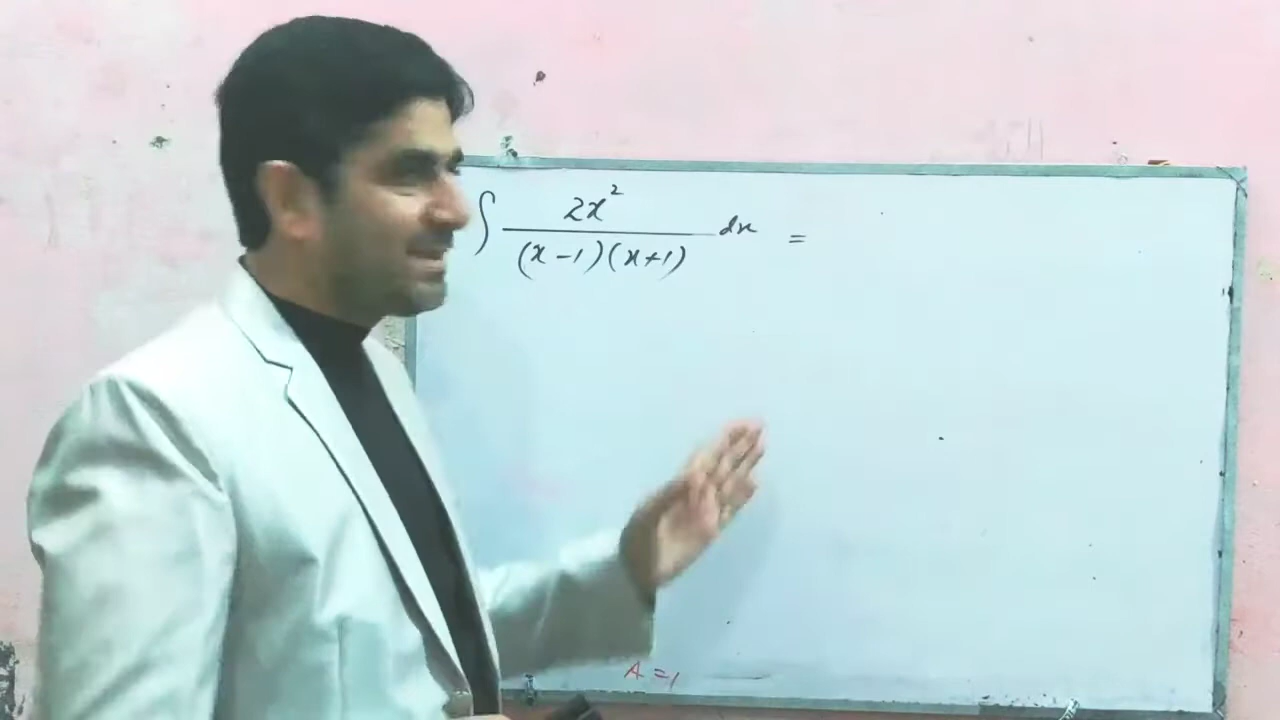 ∫ 2x² / (x-1)(x+1) dx =
A = 1